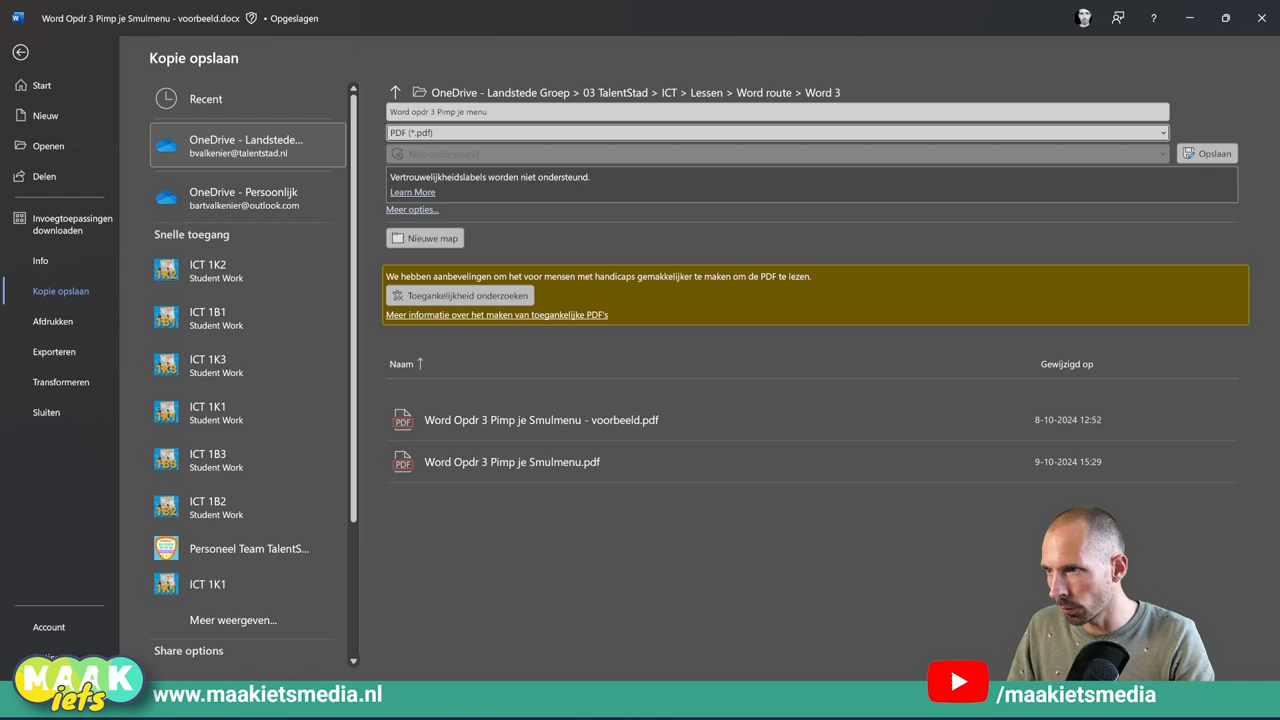 Word Opdr 3 Pimp je Smulmenu - voorbeeld.docx • Opgeslagen
Start
Nieuw
Openen
Delen
Invoegtoepassingen
downloaden
Info
Kopie opslaan
Afdrukken
Exporteren
Transformeren
Sluiten
Account
Kopie opslaan
Recent
OneDrive - Landstede...
bvalkenier@talentstad.nl
OneDrive - Persoonlijk
bartvalkenier@outlook.com
Snelle toegang
ICT 1K2
Student Work
ICT 1B1
Student Work
ICT 1K3
Student Work
ICT 1K1
Student Work
ICT 1B3
Student Work
ICT 1B2
Student Work
Personeel Team TalentS...
ICT 1K1
Meer weergeven...
Share options
OneDrive - Landstede Groep > 03 TalentStad > ICT > Lessen > Word route > Word 3
Word opdr 3 Pimp je menu
PDF (*.pdf)
Niet-ondersteund
Opslaan
Vertrouwelijkheidslabels worden niet ondersteund.
Learn More
Meer opties...
Nieuwe map
We hebben aanbevelingen om het voor mensen met handicaps gemakkelijker te maken om de PDF te lezen.
Toegankelijkheid onderzoeken
Meer informatie over het maken van toegankelijke PDF's
Naam ↑ Gewijzigd op
PDF Word Opdr 3 Pimp je Smulmenu - voorbeeld.pdf 8-10-2024 12:52
PDF Word Opdr 3 Pimp je Smulmenu.pdf 9-10-2024 15:29
MAAK
iets
www.maakietsmedia.nl
/maakietsmedia